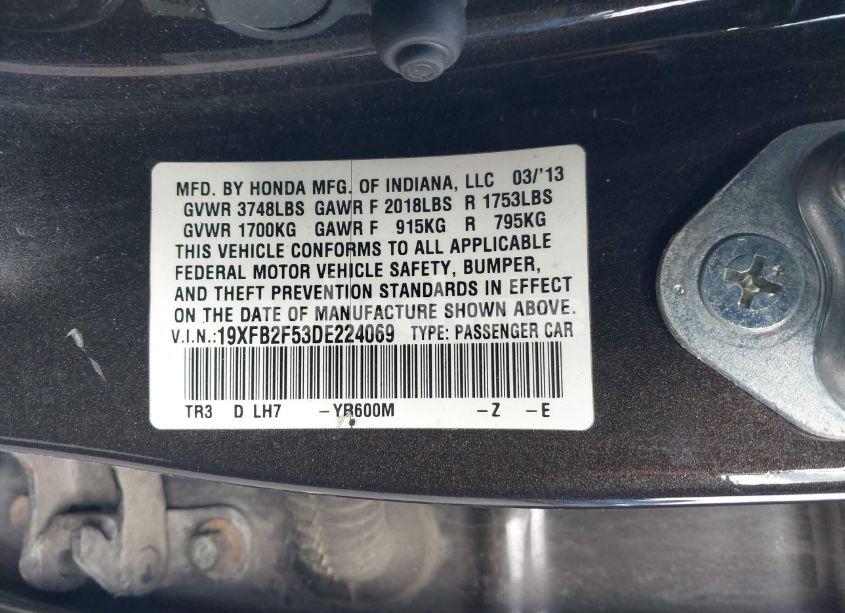 MFD. BY HONDA MFG. OF INDIANA, LLC 03/'13
GVWR 3748LBS GAWR F 2018LBS R 1753LBS
GVWR 1700KG GAWR F 915KG R 795KG
THIS VEHICLE CONFORMS TO ALL APPLICABLE
FEDERAL MOTOR VEHICLE SAFETY, BUMPER,
AND THEFT PREVENTION STANDARDS IN EFFECT
ON THE DATE OF MANUFACTURE SHOWN ABOVE.
V.I.N.:19XFB2F53DE224069 TYPE: PASSENGER CAR
TR3 D LH7 -YR600M -Z -E